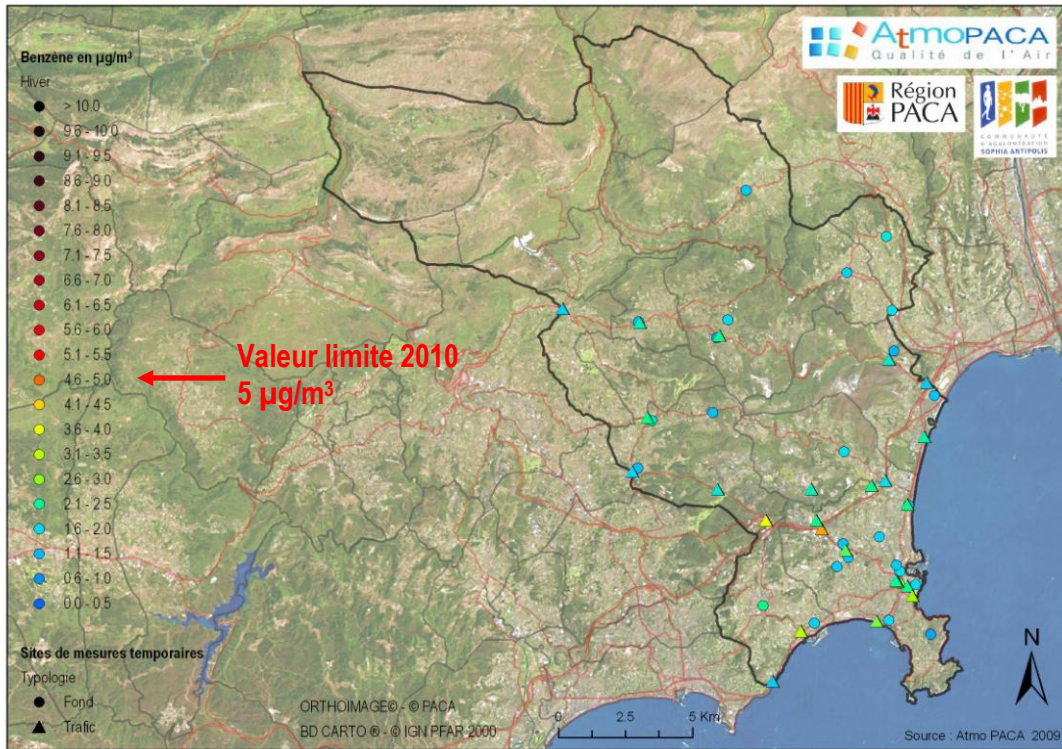 Benzène en µg/m³
Hiver
> 10.0
9.6 - 10.0
9.1 - 9.5
8.6 - 9.0
8.1 - 8.5
7.6 - 8.0
7.1 - 7.5
6.6 - 7.0
6.1 - 6.5
5.6 - 6.0
5.1 - 5.5
4.6 - 5.0
4.1 - 4.5
3.6 - 4.0
3.1 - 3.5
2.6 - 3.0
2.1 - 2.5
1.6 - 2.0
1.1 - 1.5
0.6 - 1.0
0.0 - 0.5
Valeur limite 2010
5 µg/m³
AtmoPACA
Qualité de l'Air
Région
PACA
COMMUNAUTÉ
D'AGGLOMÉRATION
SOPHIA ANTIPOLIS
Sites de mesures temporaires
Typologie
Fond
Trafic
ORTHOIMAGE© - © PACA
BD CARTO ® - © IGN PFAR 2000
0 2.5 5 Km
N
Source : Atmo PACA 2009